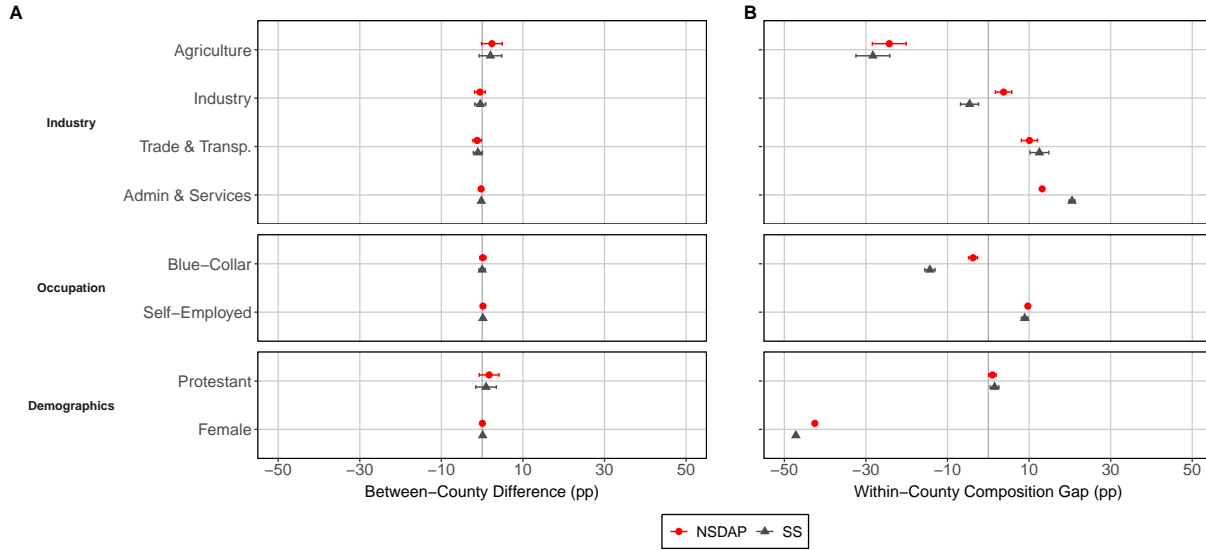 A
B
Industry
Agriculture
Industry
Trade & Transp.
Admin & Services
Occupation
Blue−Collar
Self−Employed
Demographics
Protestant
Female
−50 −30 −10 10 30 50
−50 −30 −10 10 30 50
Between−County Difference (pp)
Within−County Composition Gap (pp)
NSDAP SS